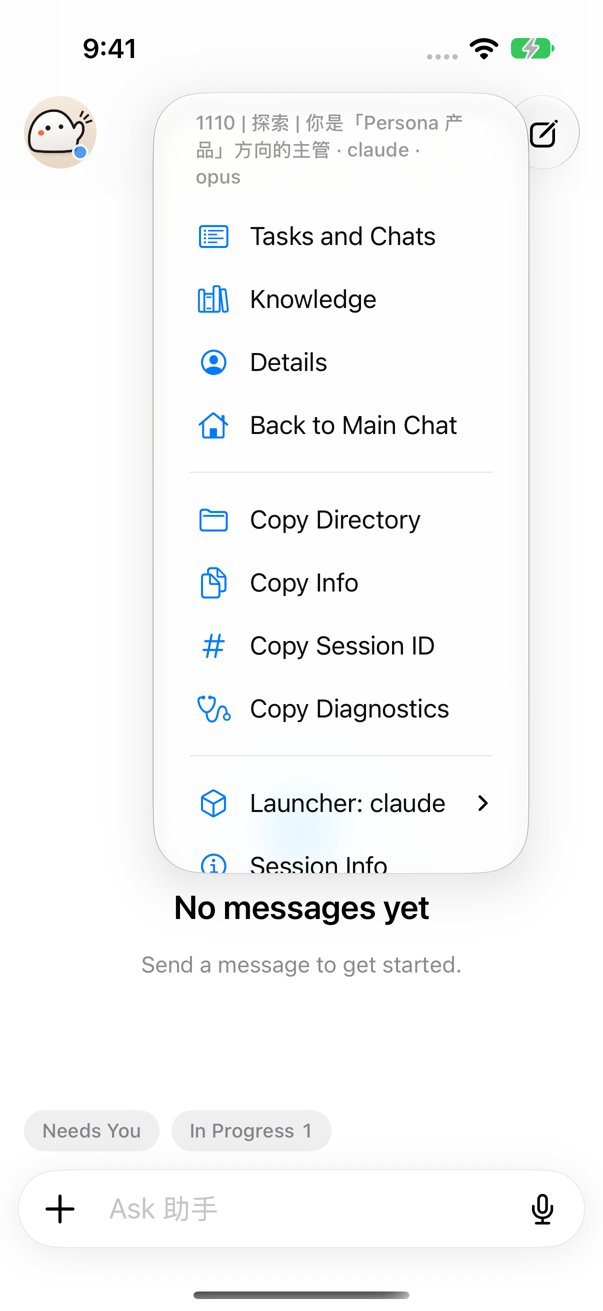 9:41
1110 | 探索 | 你是「Persona 产
品」方向的主管 · claude ·
opus
Tasks and Chats
Knowledge
Details
Back to Main Chat
Copy Directory
Copy Info
Copy Session ID
Copy Diagnostics
Launcher: claude
Session Info
No messages yet
Send a message to get started.
Needs You
In Progress 1
Ask 助手